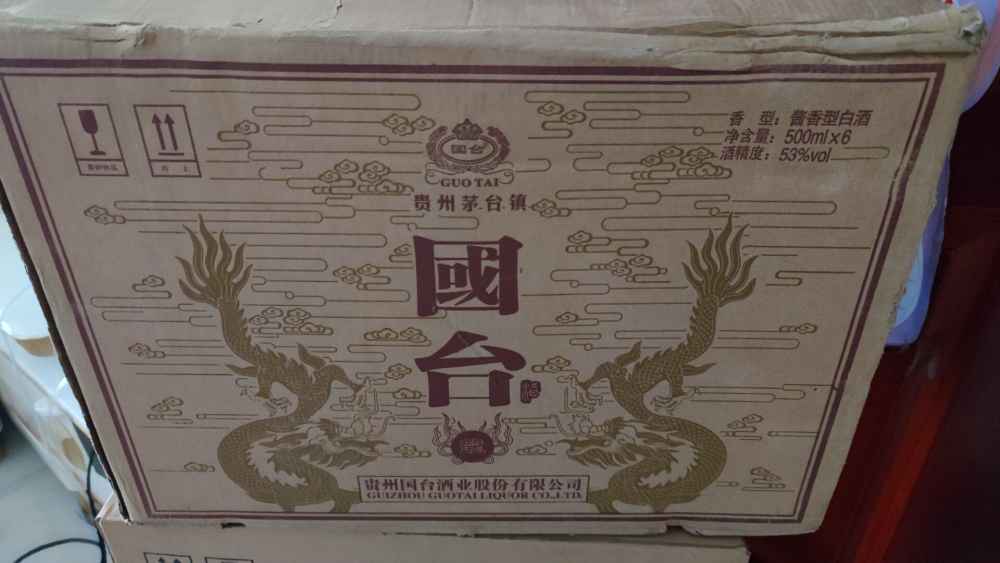 香 型：酱香型白酒
净含量：500ml×6
酒精度：53%vol
国台
GUO TAI
贵州茅台镇
國
台
贵州国台酒业股份有限公司
GUIZHOU GUOTAI LIQUOR CO.,LTD
向 上